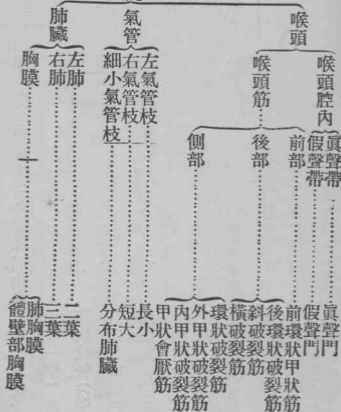 喉頭
喉頭腔內
眞聲帶
眞聲門
假聲帶
假聲門
喉頭筋
前部
前環狀甲狀筋
後部
後環狀破裂筋
斜破裂筋
橫破裂筋
側部
環狀破裂筋
外甲狀破裂筋
內甲狀破裂筋
甲狀會厭筋
氣管
左氣管枝
長小
右氣管枝
短大
細小氣管枝
分布肺臟
肺臟
左肺
二葉
右肺
三葉
胸膜
肺胸膜
體壁部胸膜